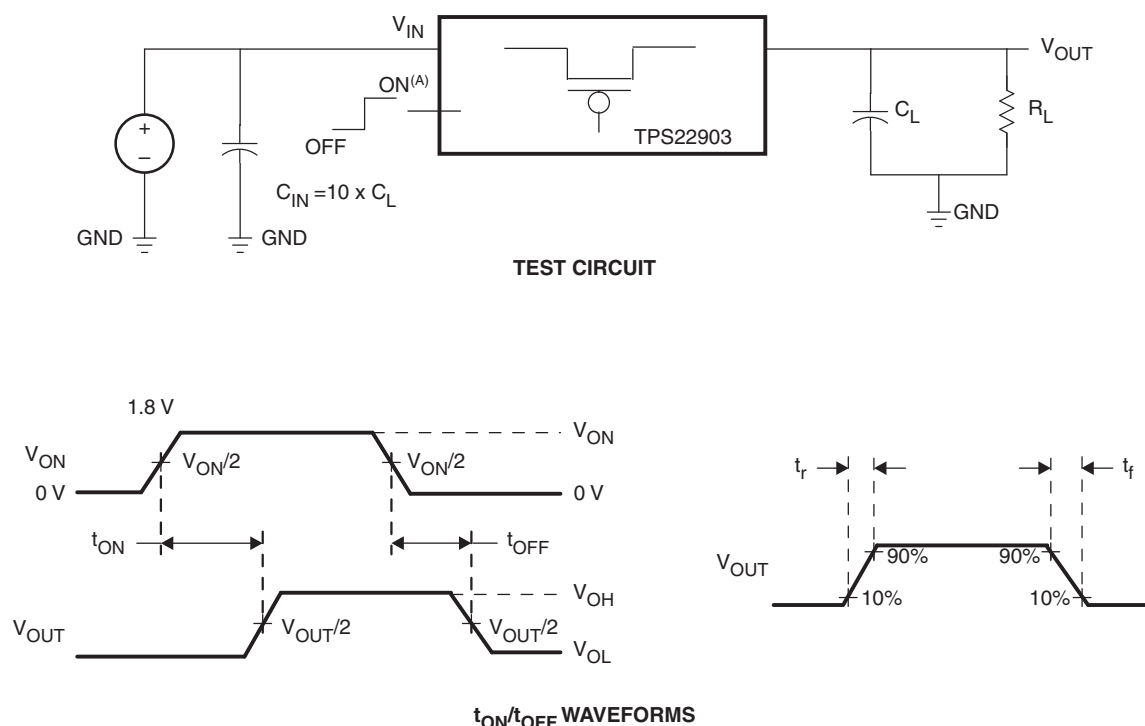 V_IN
V_OUT
ON(A)
OFF
+
–
C_IN =10 x C_L
TPS22903
C_L
R_L
GND
GND
GND
TEST CIRCUIT
1.8 V
V_ON
V_ON
V_ON/2
V_ON/2
0 V
0 V
t_ON
t_OFF
V_OH
V_OUT
V_OUT/2
V_OUT/2
V_OL
t_r
t_f
V_OUT
90%
90%
10%
10%
t_ON/t_OFF WAVEFORMS